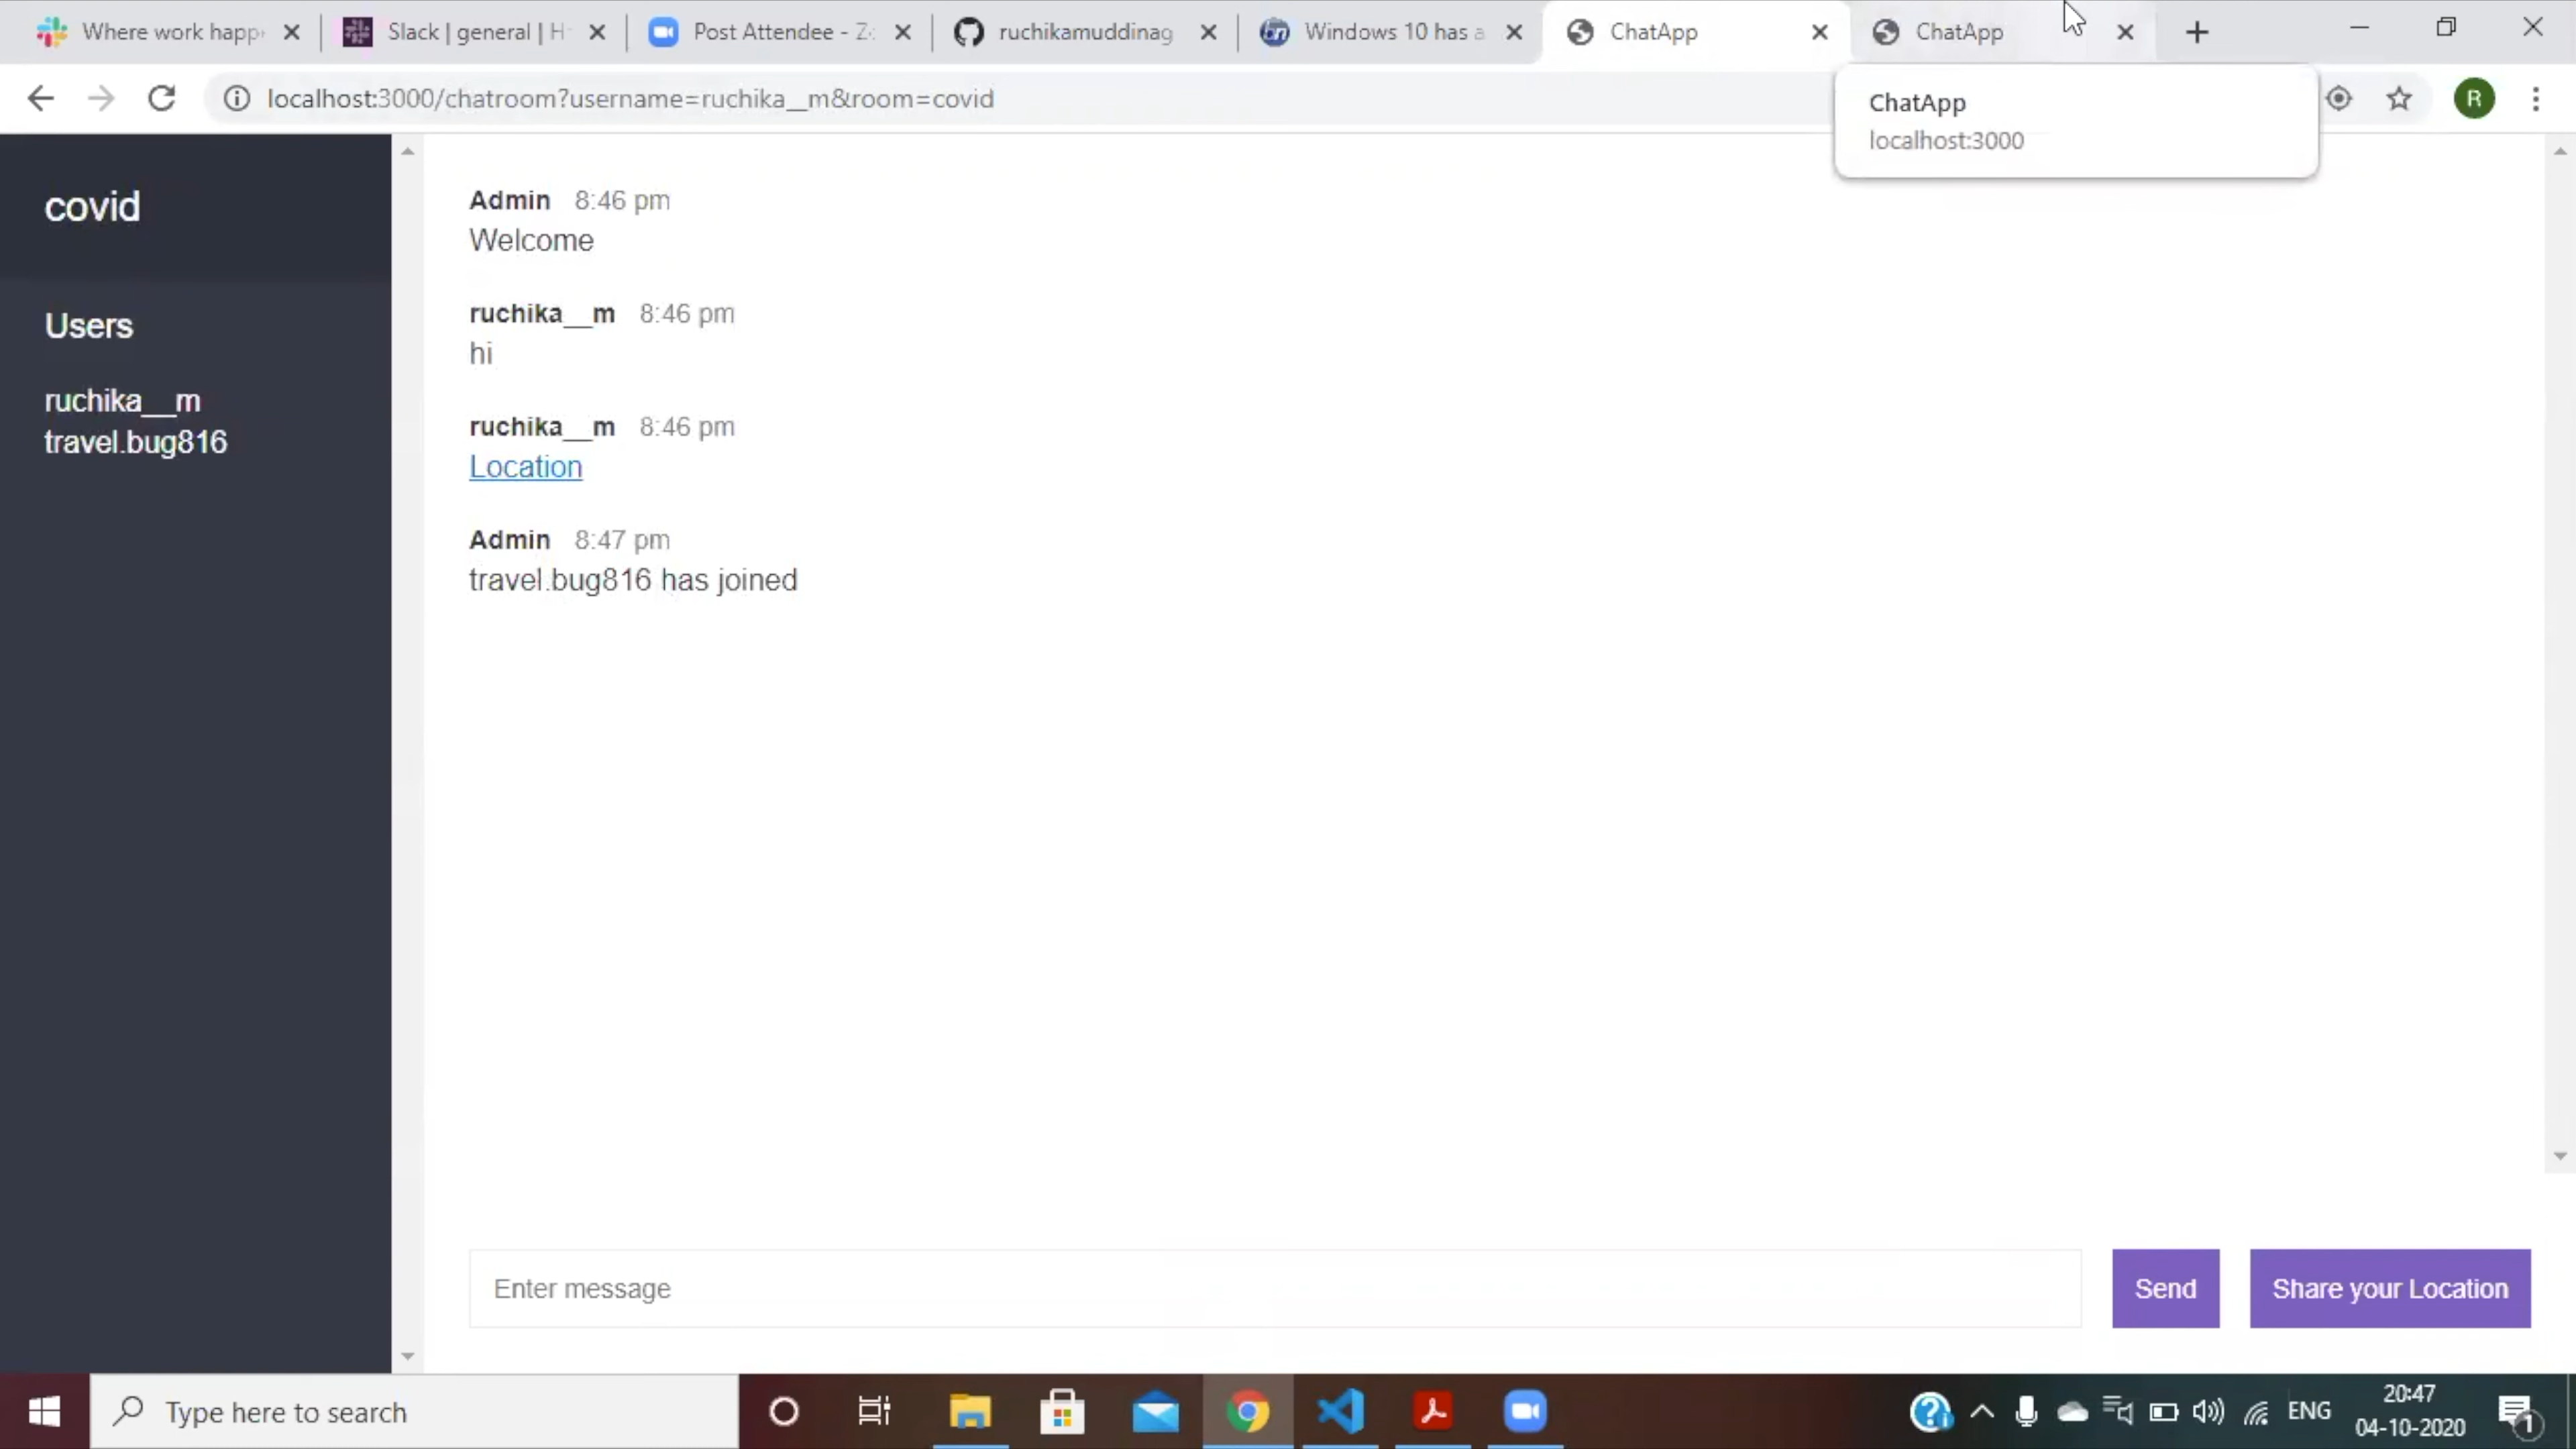 Where work happ
Slack | general | H
Post Attendee - Z
ruchikamuddinag
Windows 10 has a
ChatApp
ChatApp
localhost:3000/chatroom?username=ruchika__m&room=covid
R
ChatApp
localhost:3000
covid
Users
ruchika__m
travel.bug816
Admin 8:46 pm
Welcome
ruchika__m 8:46 pm
hi
ruchika__m 8:46 pm
Location
Admin 8:47 pm
travel.bug816 has joined
Enter message
Send
Share your Location
Type here to search
ENG
20:47
04-10-2020
1